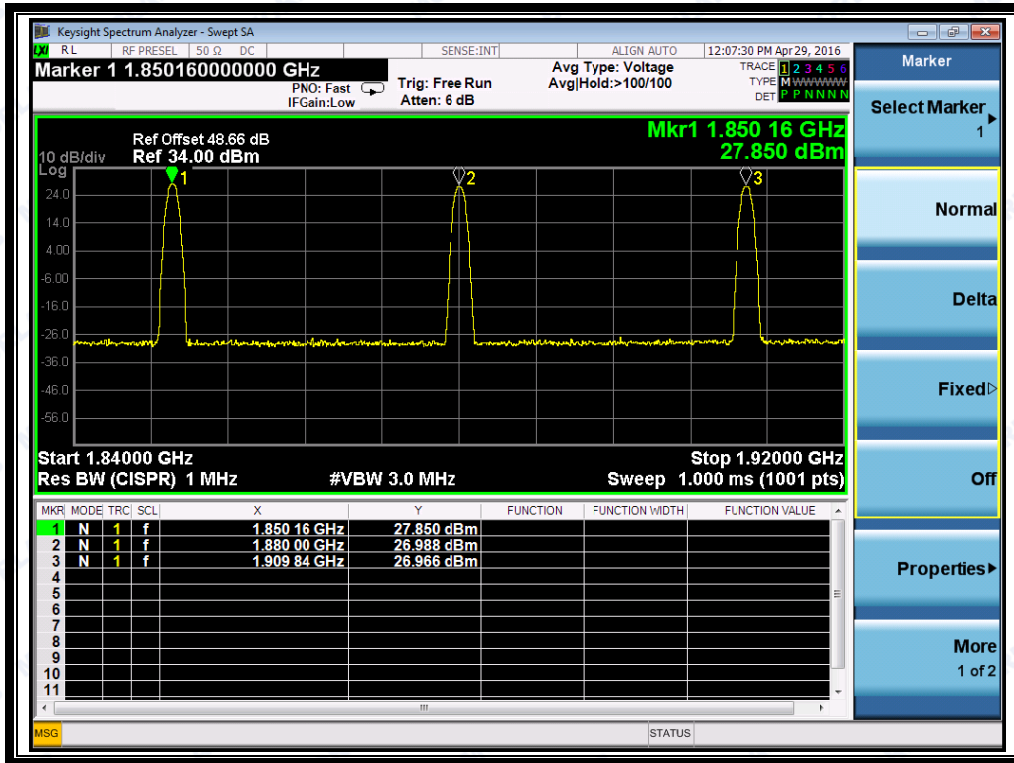 Keysight Spectrum Analyzer - Swept SA
LXI RL RF PRESEL 50 Ω DC SENSE:INT ALIGN AUTO 12:07:30 PM Apr 29, 2016
Marker 1 1.850160000000 GHz
PNO: Fast
IFGain:Low
Trig: Free Run
Atten: 6 dB
Avg Type: Voltage
Avg|Hold:>100/100
TRACE 1 2 3 4 5 6
TYPE M WWWWW
DET P P N N N N
Mkr1 1.850 16 GHz
27.850 dBm
Ref Offset 48.66 dB
10 dB/div Ref 34.00 dBm
Log
1
2
3
24.0
14.0
4.00
-6.00
-16.0
-26.0
-36.0
-46.0
-56.0
Start 1.84000 GHz Stop 1.92000 GHz
Res BW (CISPR) 1 MHz #VBW 3.0 MHz Sweep 1.000 ms (1001 pts)
MKR MODE TRC SCL X Y FUNCTION FUNCTION WIDTH FUNCTION VALUE
1 N 1 f 1.850 16 GHz 27.850 dBm
2 N 1 f 1.880 00 GHz 26.988 dBm
3 N 1 f 1.909 84 GHz 26.966 dBm
4
5
6
7
8
9
10
11
MSG STATUS
Marker
Select Marker
1
Normal
Delta
Fixed
Off
Properties
More
1 of 2